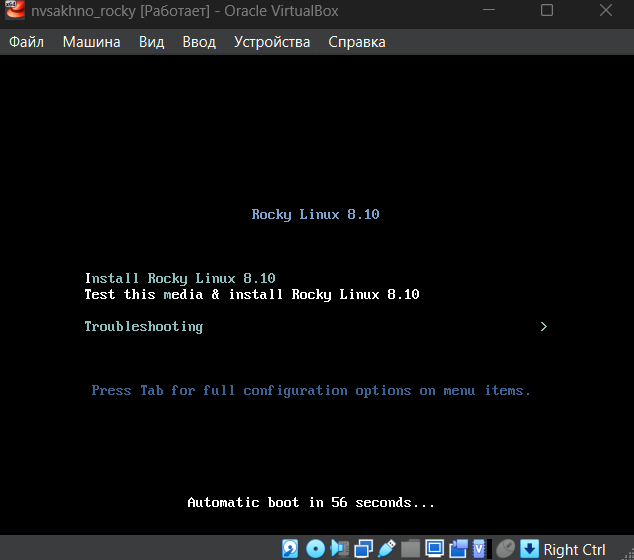 nvsakhno_rocky [Работает] - Oracle VirtualBox
Файл Машина Вид Ввод Устройства Справка
Rocky Linux 8.10
Install Rocky Linux 8.10
Test this media & install Rocky Linux 8.10
Troubleshooting >
Press Tab for full configuration options on menu items.
Automatic boot in 56 seconds...
Right Ctrl